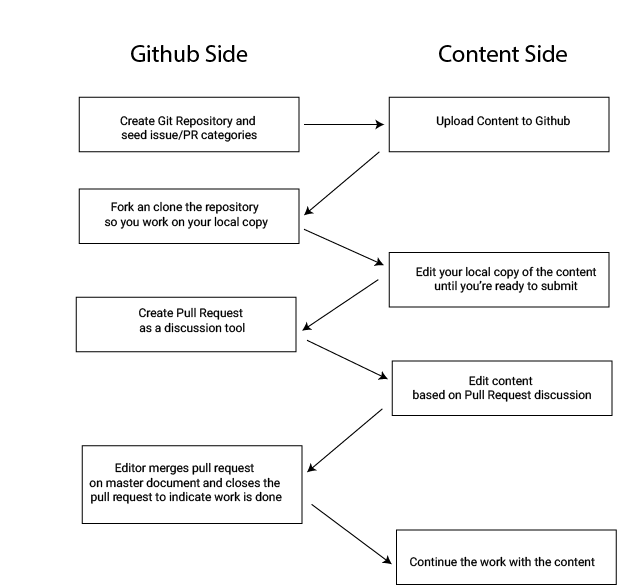 Github Side
Content Side
Create Git Repository and
seed issue/PR categories
Upload Content to Github
Fork an clone the repository
so you work on your local copy
Edit your local copy of the content
until you're ready to submit
Create Pull Request
as a discussion tool
Edit content
based on Pull Request discussion
Editor merges pull request
on master document and closes the
pull request to indicate work is done
Continue the work with the content